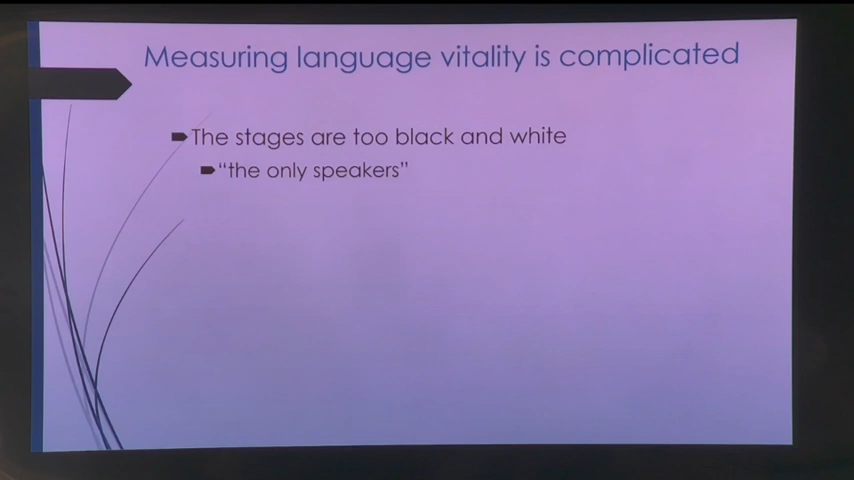 Measuring language vitality is complicated
The stages are too black and white
“the only speakers”